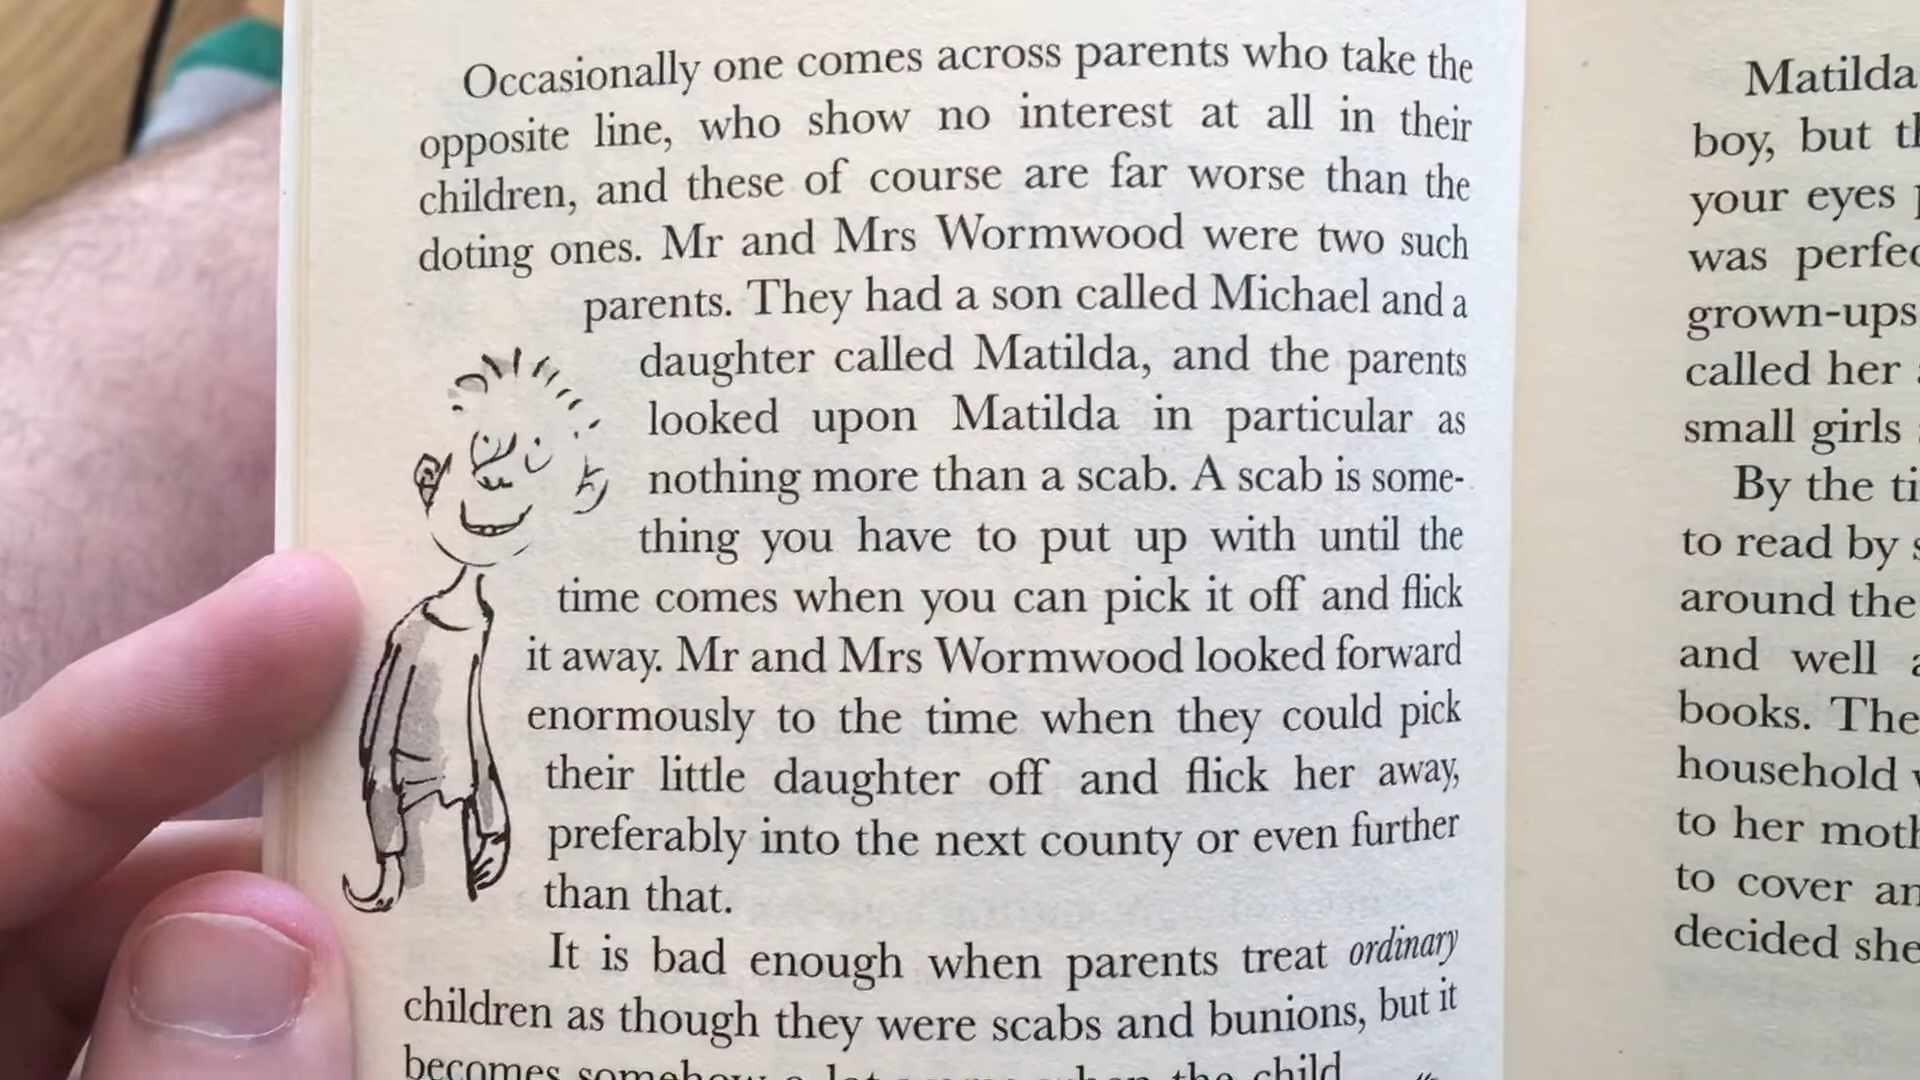 Occasionally one comes across parents who take the
opposite line, who show no interest at all in their
children, and these of course are far worse than the
doting ones. Mr and Mrs Wormwood were two such
parents. They had a son called Michael and a
daughter called Matilda, and the parents
looked upon Matilda in particular as
nothing more than a scab. A scab is some-
thing you have to put up with until the
time comes when you can pick it off and flick
it away. Mr and Mrs Wormwood looked forward
enormously to the time when they could pick
their little daughter off and flick her away,
preferably into the next county or even further
than that.
It is bad enough when parents treat ordinary
children as though they were scabs and bunions, but it
becomes somehow a lot when the child
Matilda
boy, but
your eyes
was
grown-ups
called her
small girls
By the
to read by
around the
and well
books.
household
to her
to cover
decided she